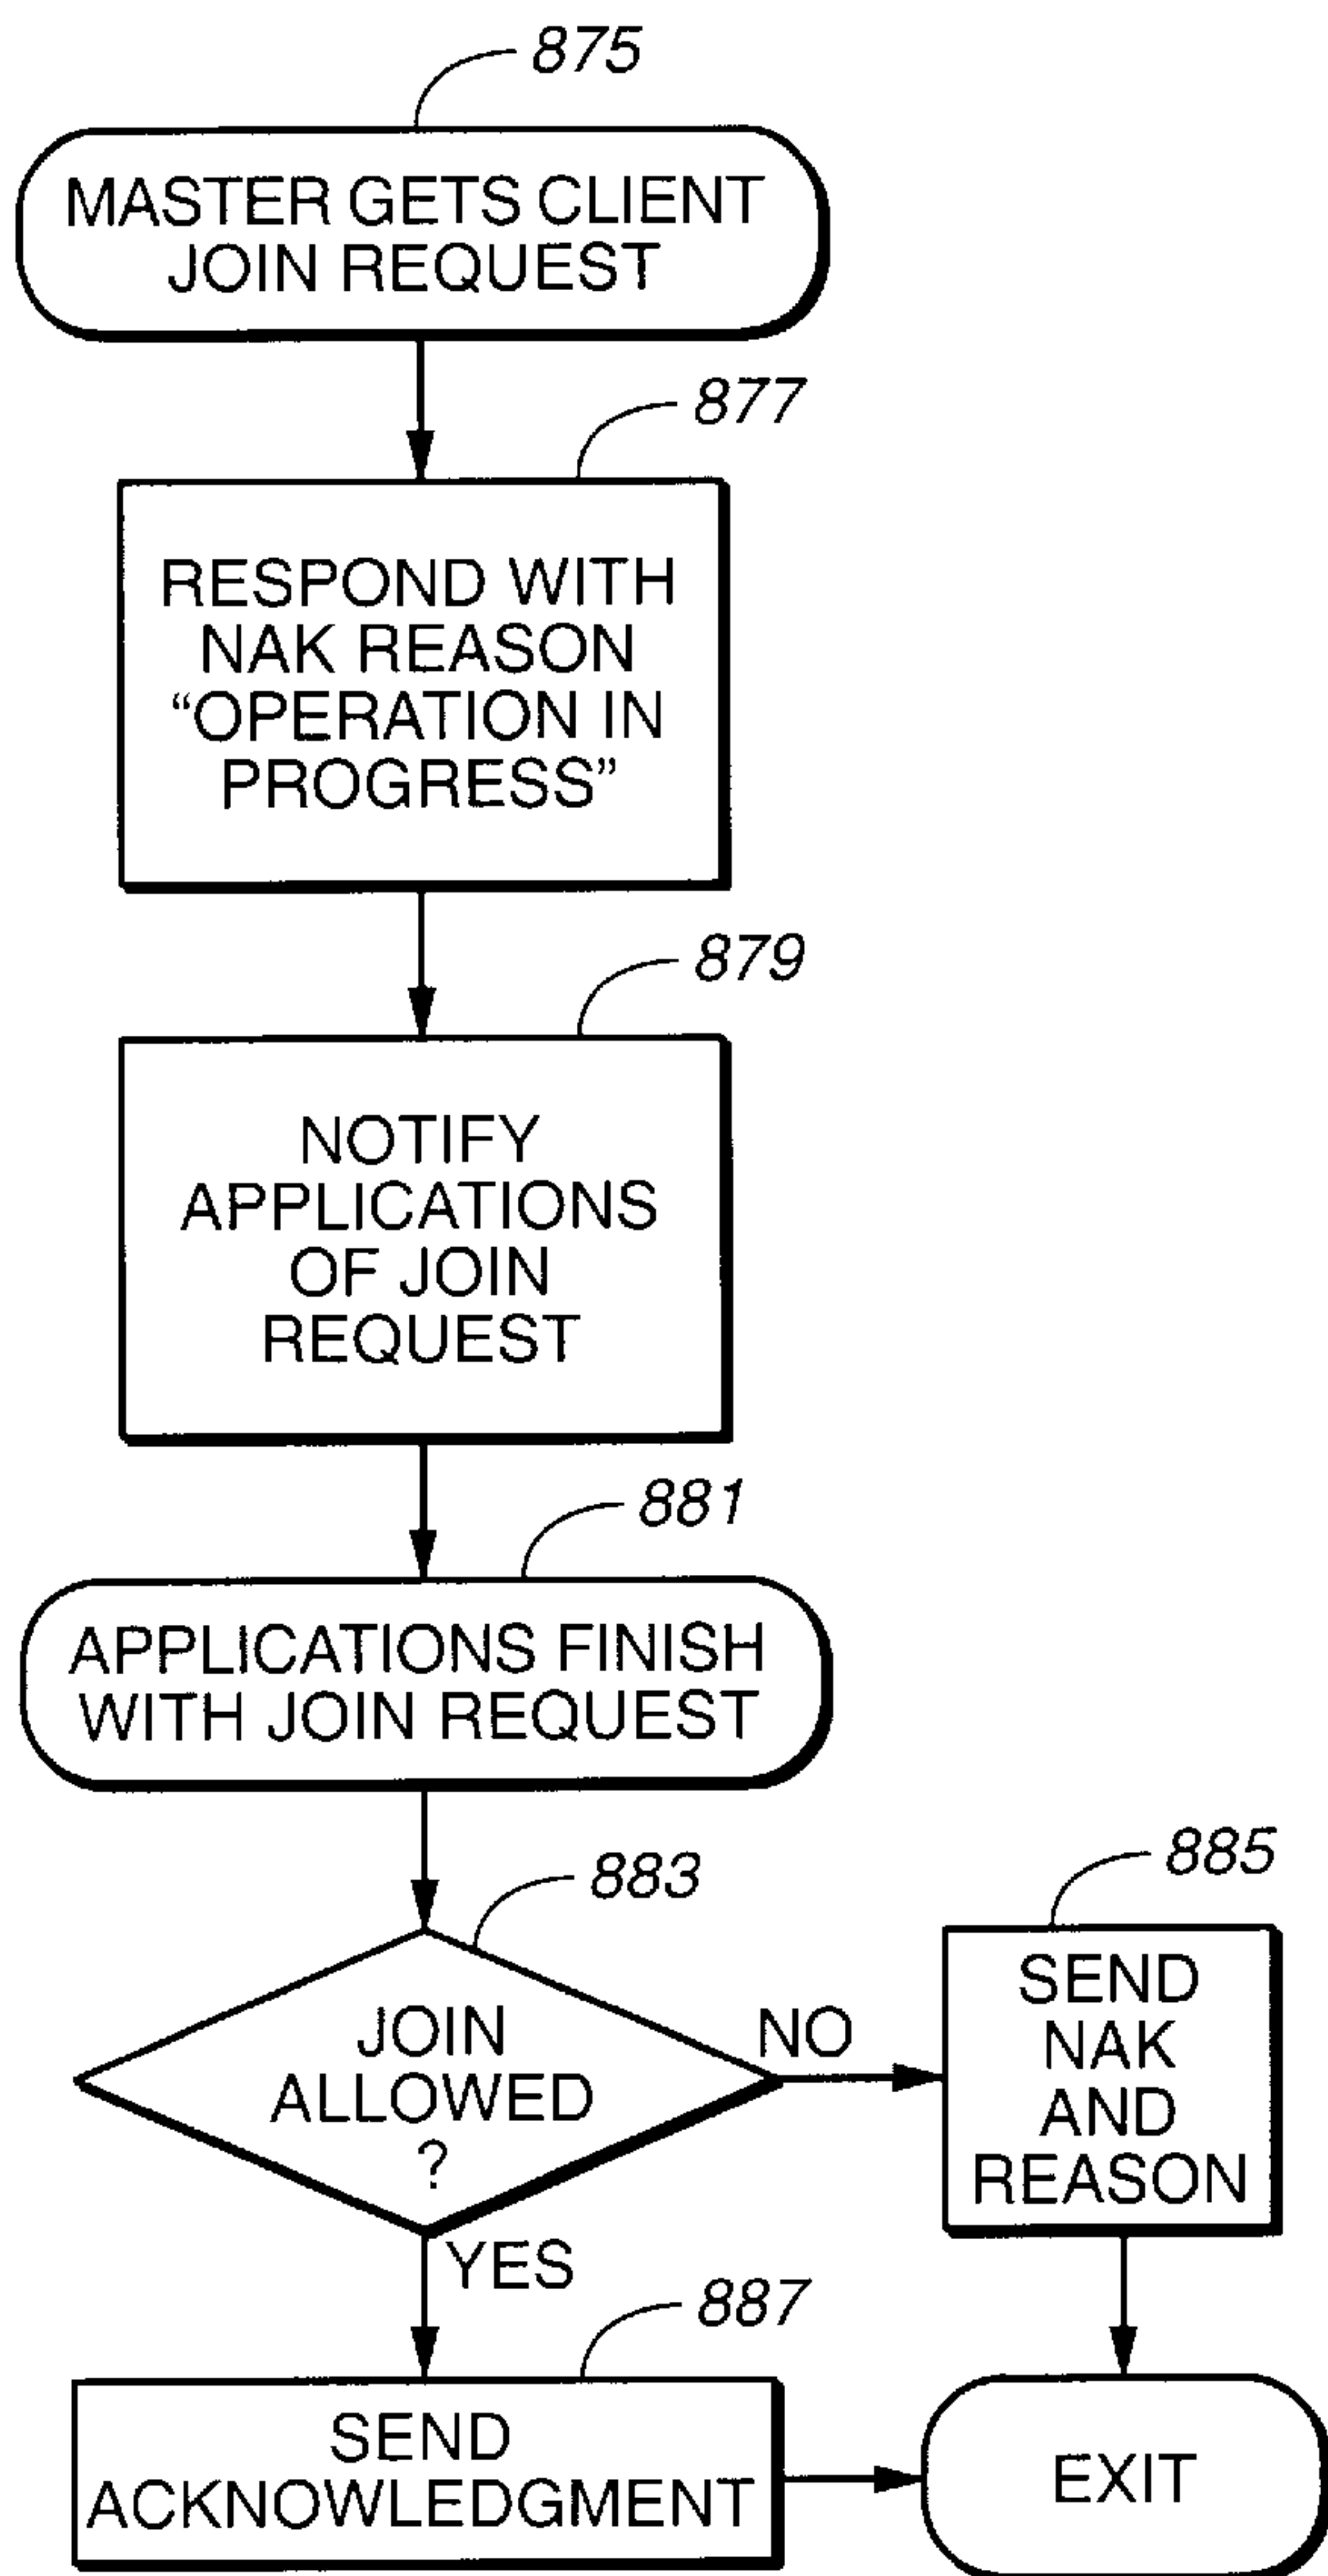 875
MASTER GETS CLIENT
JOIN REQUEST
877
RESPOND WITH
NAK REASON
“OPERATION IN
PROGRESS”
879
NOTIFY
APPLICATIONS
OF JOIN
REQUEST
881
APPLICATIONS FINISH
WITH JOIN REQUEST
883
JOIN
ALLOWED
?
NO
885
SEND
NAK
AND
REASON
YES
887
SEND
ACKNOWLEDGMENT
EXIT